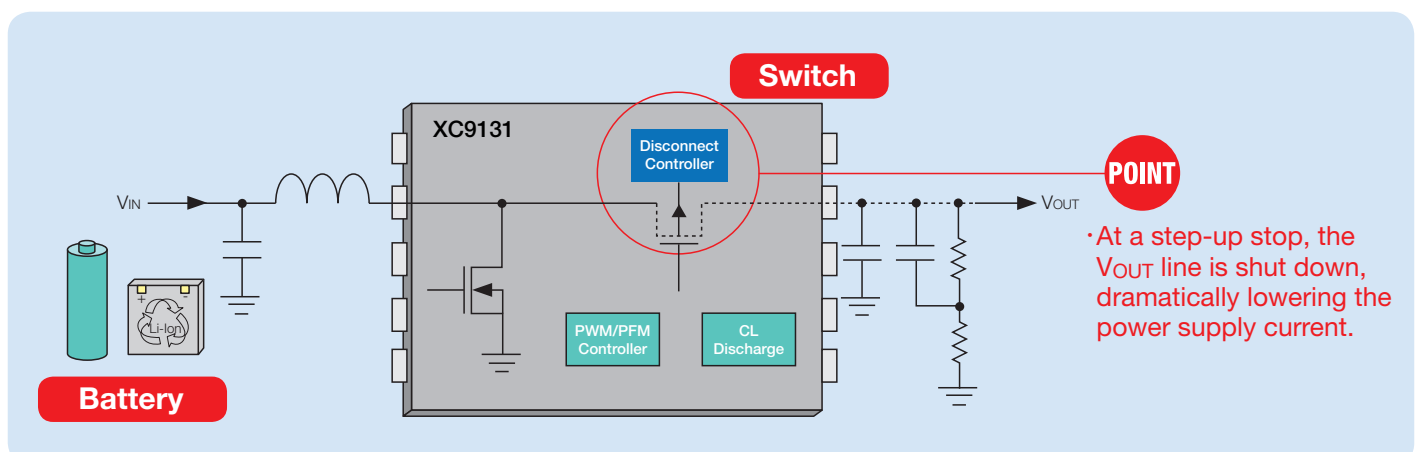 Switch
XC9131
Disconnect
Controller
POINT
VIN
VOUT
・At a step-up stop, the
VOUT line is shut down,
dramatically lowering the
power supply current.
+ -
Li-Ion
PWM/PFM
Controller
CL
Discharge
Battery